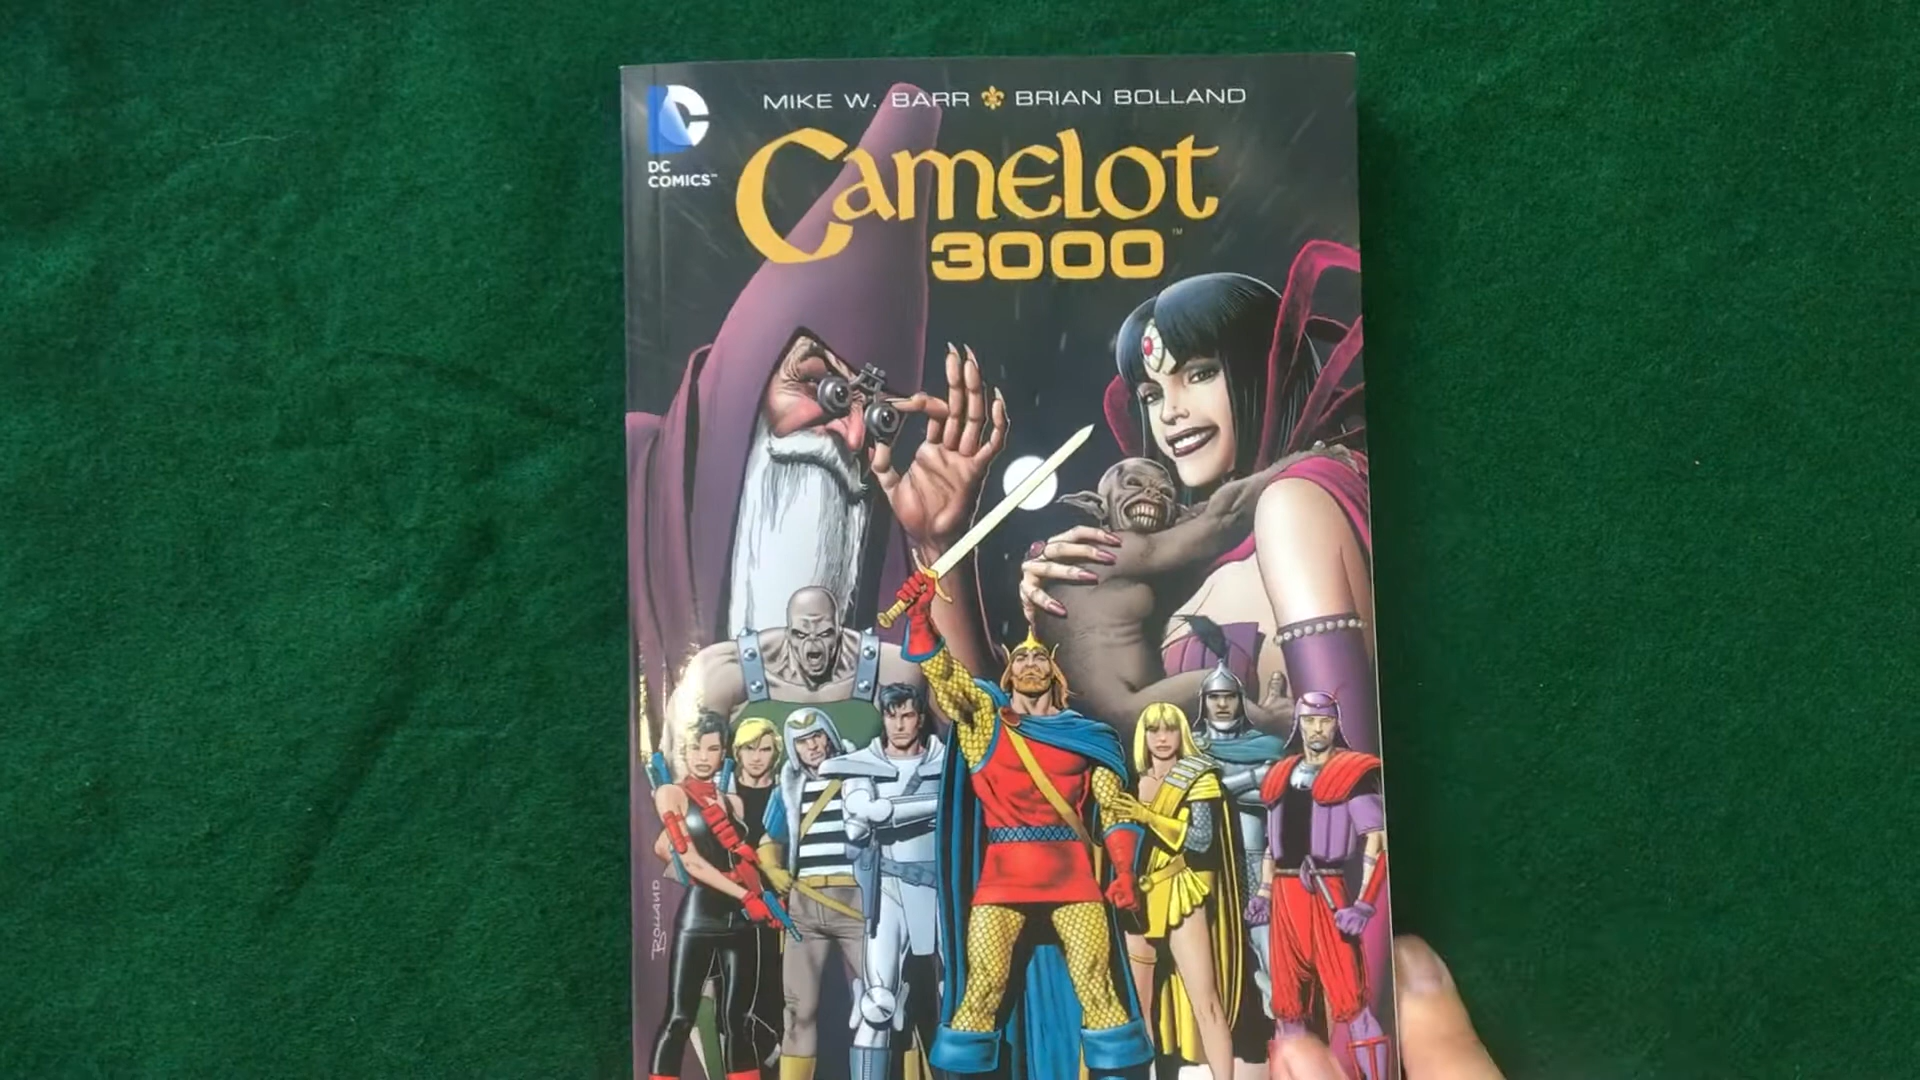 MIKE W. BARR ⚜ BRIAN BOLLAND
DC
COMICS™
CAMELOT
3000™
BOLLAND